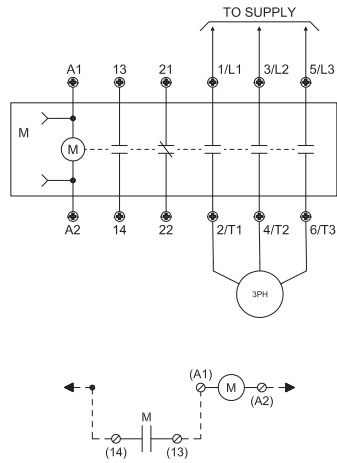 TO SUPPLY
A1 13 21 1/L1 3/L2 5/L3
M
M
A2 14 22 2/T1 4/T2 6/T3
3PH
(A1)
M
M
(A2)
(14) (13)